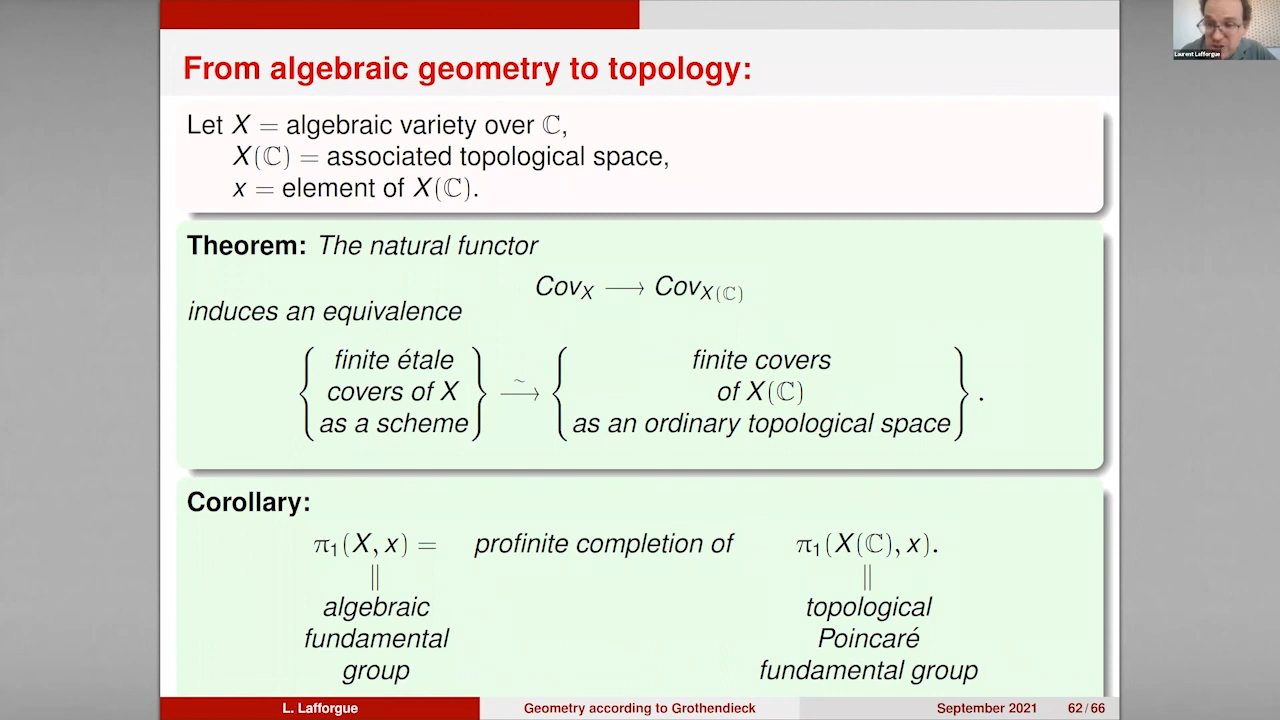 Laurent Lafforgue
From algebraic geometry to topology:
Let X = algebraic variety over ℂ,
X(ℂ) = associated topological space,
x = element of X(ℂ).
Theorem: The natural functor
Cov_X ⟶ Cov_{X(ℂ)}
induces an equivalence
{ finite étale covers of X as a scheme } ⟶͂ { finite covers of X(ℂ) as an ordinary topological space } .
Corollary:
π₁(X, x) = profinite completion of π₁(X(ℂ), x).
|| ||
algebraic topological
fundamental Poincaré
group fundamental group
L. Lafforgue Geometry according to Grothendieck September 2021 62 / 66